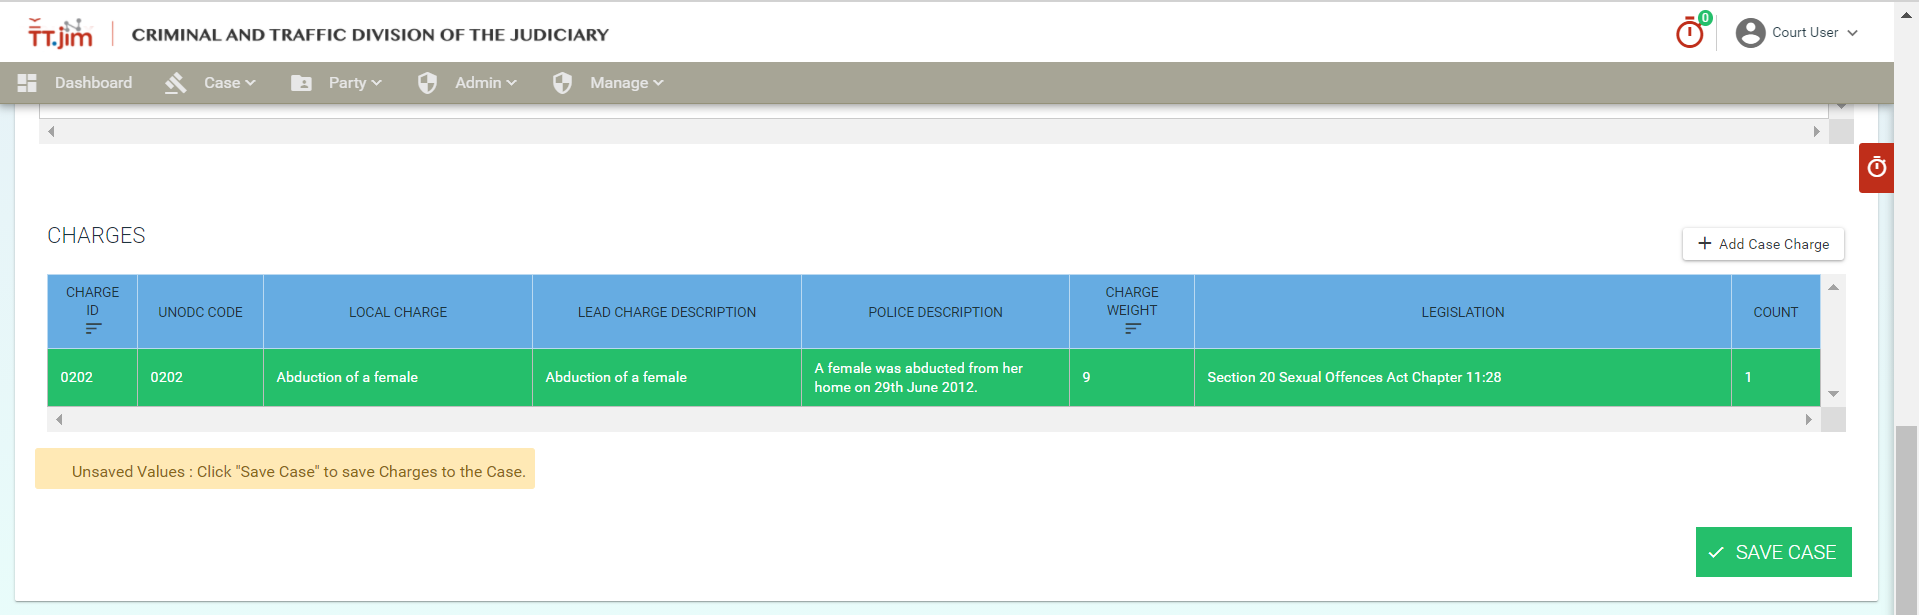 TT.jim
CRIMINAL AND TRAFFIC DIVISION OF THE JUDICIARY
0
Court User
Dashboard
Case
Party
Admin
Manage
CHARGES
+ Add Case Charge
CHARGE
ID
UNODC CODE
LOCAL CHARGE
LEAD CHARGE DESCRIPTION
POLICE DESCRIPTION
CHARGE
WEIGHT
LEGISLATION
COUNT
0202
0202
Abduction of a female
Abduction of a female
A female was abducted from her
home on 29th June 2012.
9
Section 20 Sexual Offences Act Chapter 11:28
1
Unsaved Values : Click "Save Case" to save Charges to the Case.
SAVE CASE